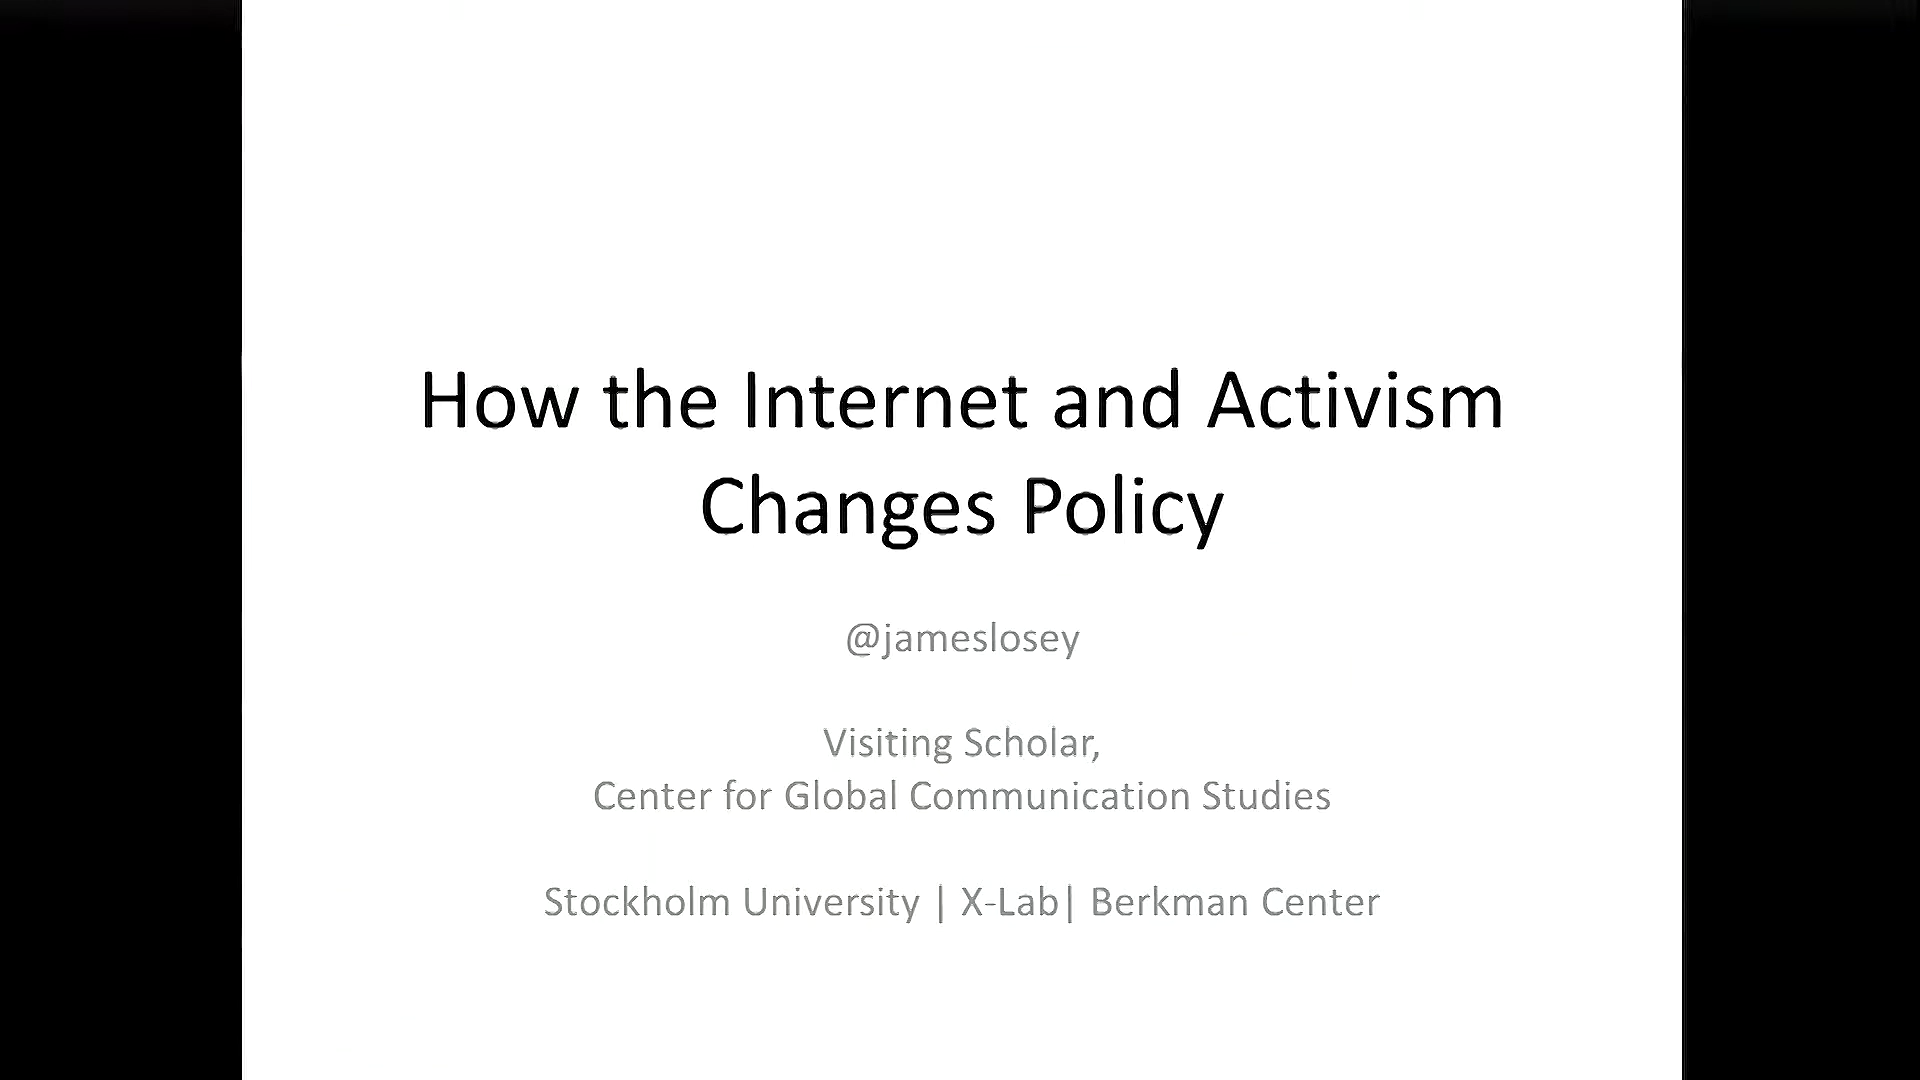 How the Internet and Activism
Changes Policy
@jameslosey
Visiting Scholar,
Center for Global Communication Studies
Stockholm University | X-Lab| Berkman Center